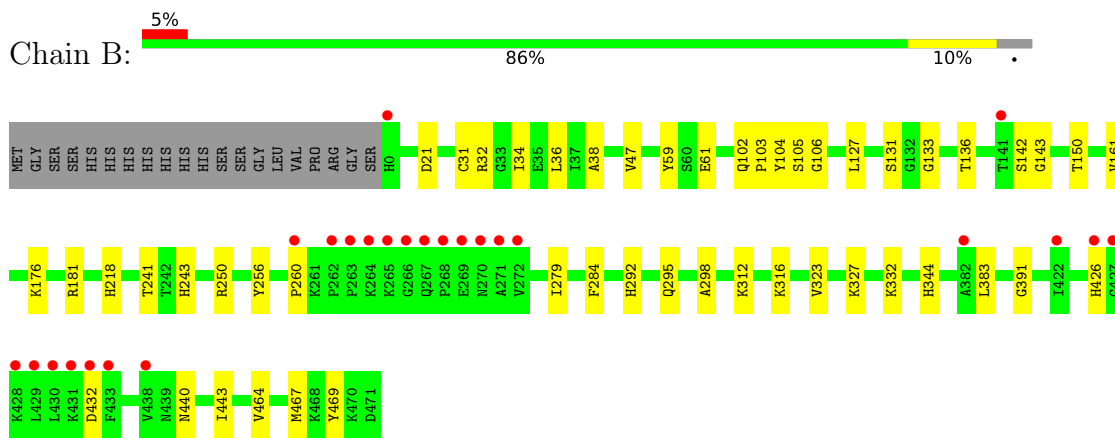 Chain B:
5%
86%
10%
•
MET GLY SER SER HIS HIS HIS HIS HIS HIS HIS HIS HIS HIS SER SER GLY LEU VAL PRO ARG GLY SER H0 D21 C31 R32 G33 I34 E35 L36 I37 A38 V47 Y59 S60 E61 Q102 P103 Y104 S105 G106 L127 S131 G132 G133 T136 T141 S142 G143 T150 V161
K176 R181 H218 T241 T242 H243 R250 Y256 P260 K261 P262 P263 K264 K265 G266 Q267 P268 E269 N270 A271 V272 I279 F284 H292 Q295 A298 K312 K316 V323 K327 K332 H344 A382 L383 G391 I422 H426
K428 L429 L430 K431 D432 F433 V438 N439 N440 I443 V464 M467 K468 Y469 K470 D471